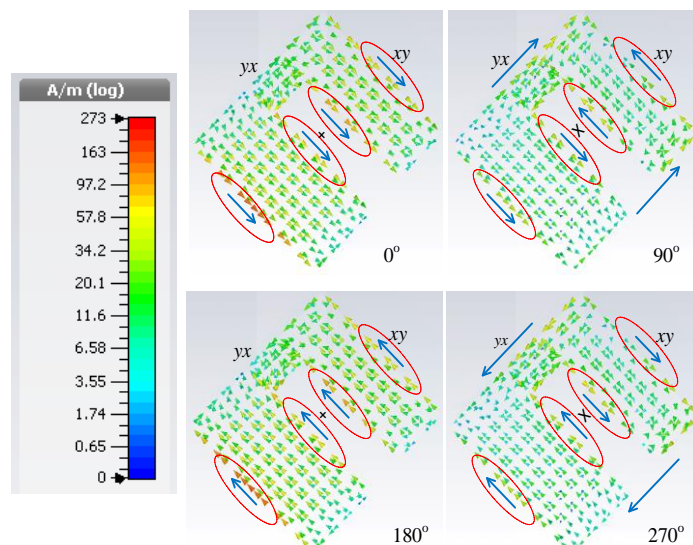 A/m (log)
273
163
97.2
57.8
34.2
20.1
11.6
6.58
3.55
1.74
0.65
0
yx
xy
0°
yx
xy
x
90°
yx
xy
180°
yx
xy
x
270°